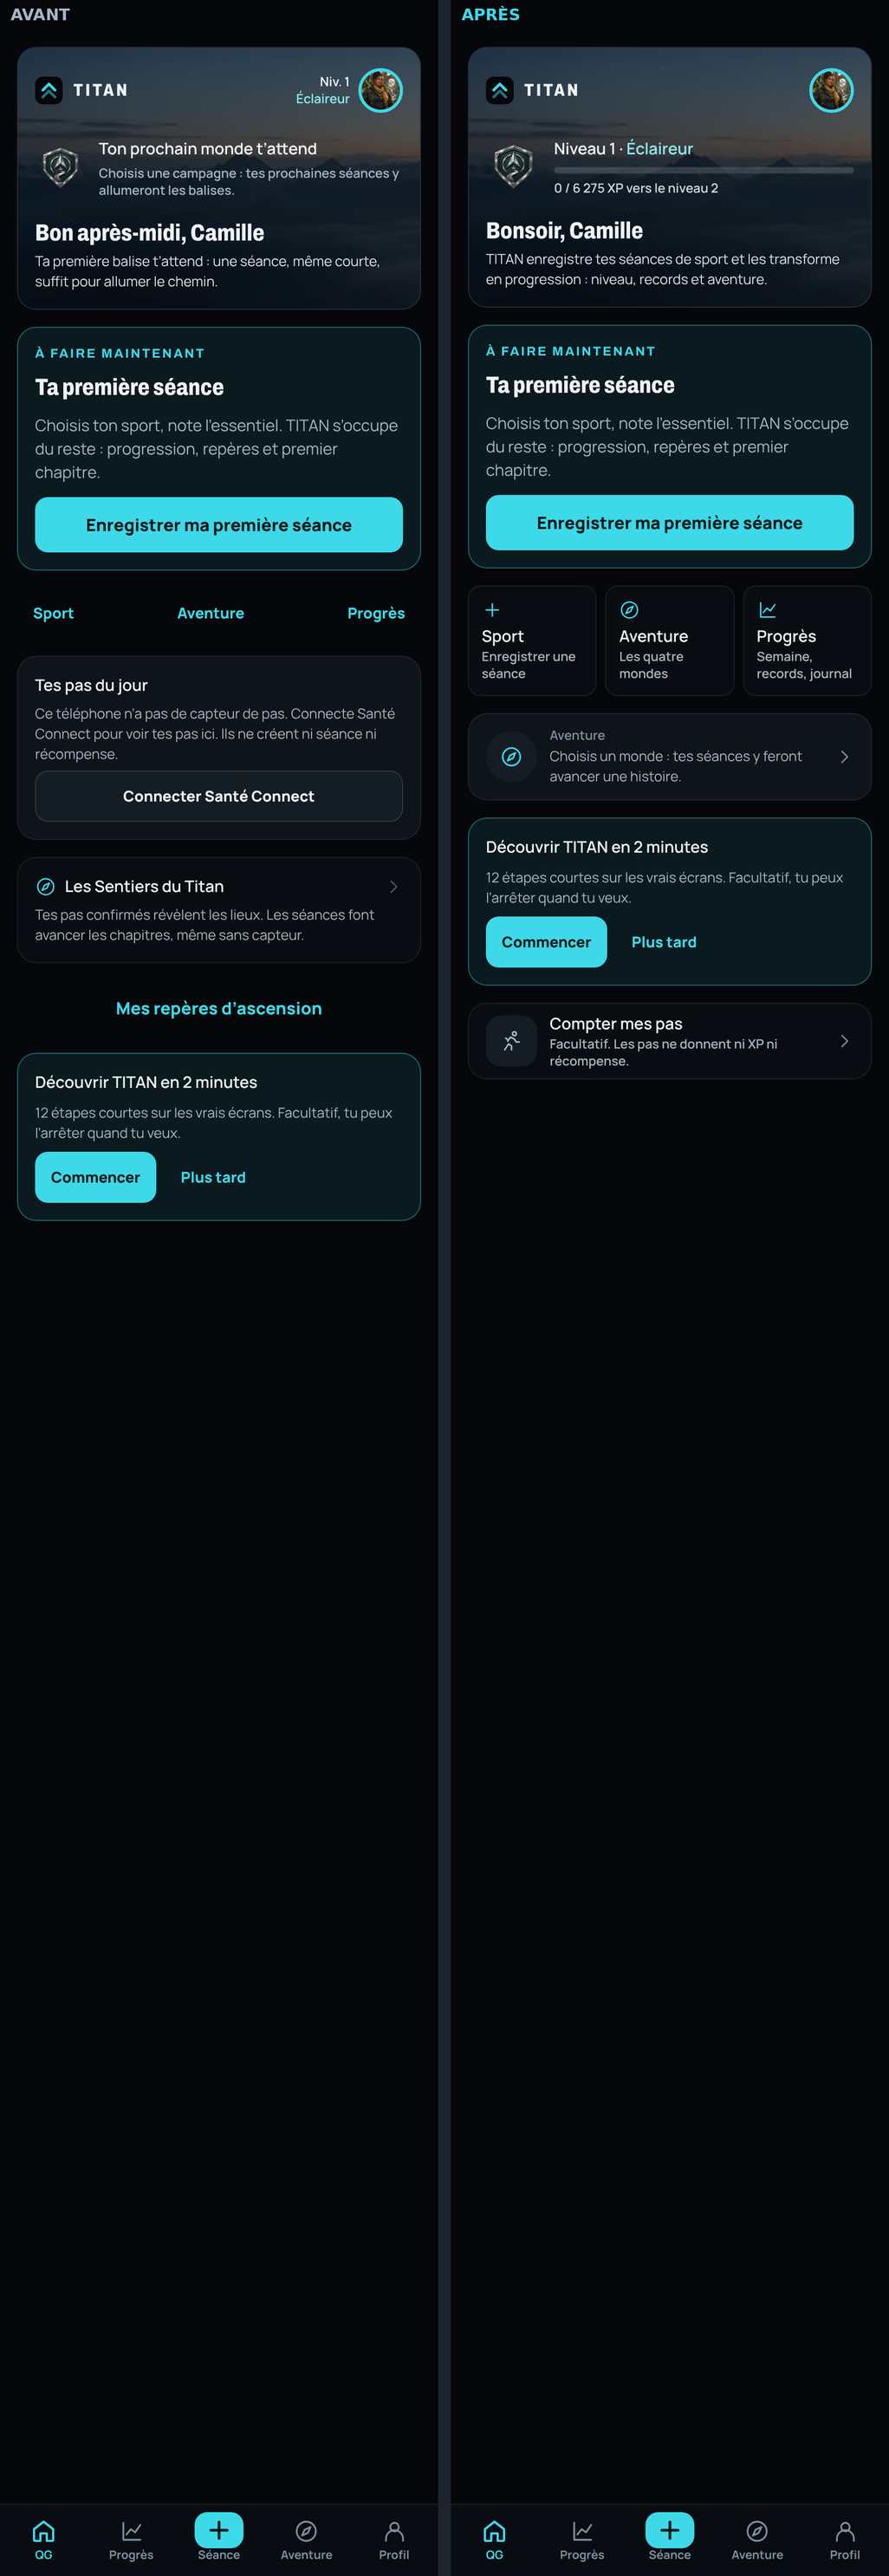 AVANT
TITAN
Niv. 1
Éclaireur
Ton prochain monde t'attend
Choisis une campagne : tes prochaines séances y
allumeront les balises.
Bon après-midi, Camille
Ta première balise t'attend : une séance, même courte,
suffit pour allumer le chemin.
À FAIRE MAINTENANT
Ta première séance
Choisis ton sport, note l'essentiel. TITAN s'occupe
du reste : progression, repères et premier
chapitre.
Enregistrer ma première séance
Sport
Aventure
Progrès
Tes pas du jour
Ce téléphone n'a pas de capteur de pas. Connecte Santé
Connect pour voir tes pas ici. Ils ne créent ni séance ni
récompense.
Connecter Santé Connect
Les Sentiers du Titan
Tes pas confirmés révèlent les lieux. Les séances font
avancer les chapitres, même sans capteur.
Mes repères d'ascension
Découvrir TITAN en 2 minutes
12 étapes courtes sur les vrais écrans. Facultatif, tu peux
l'arrêter quand tu veux.
Commencer
Plus tard
QG
Progrès
Séance
Aventure
Profil
APRÈS
TITAN
Niveau 1 · Éclaireur
0 / 6 275 XP vers le niveau 2
Bonsoir, Camille
TITAN enregistre tes séances de sport et les transforme
en progression : niveau, records et aventure.
À FAIRE MAINTENANT
Ta première séance
Choisis ton sport, note l'essentiel. TITAN s'occupe
du reste : progression, repères et premier
chapitre.
Enregistrer ma première séance
Sport
Enregistrer une
séance
Aventure
Les quatre
mondes
Progrès
Semaine,
records, journal
Aventure
Choisis un monde : tes séances y feront
avancer une histoire.
Découvrir TITAN en 2 minutes
12 étapes courtes sur les vrais écrans. Facultatif, tu peux
l'arrêter quand tu veux.
Commencer
Plus tard
Compter mes pas
Facultatif. Les pas ne donnent ni XP ni
récompense.
QG
Progrès
Séance
Aventure
Profil